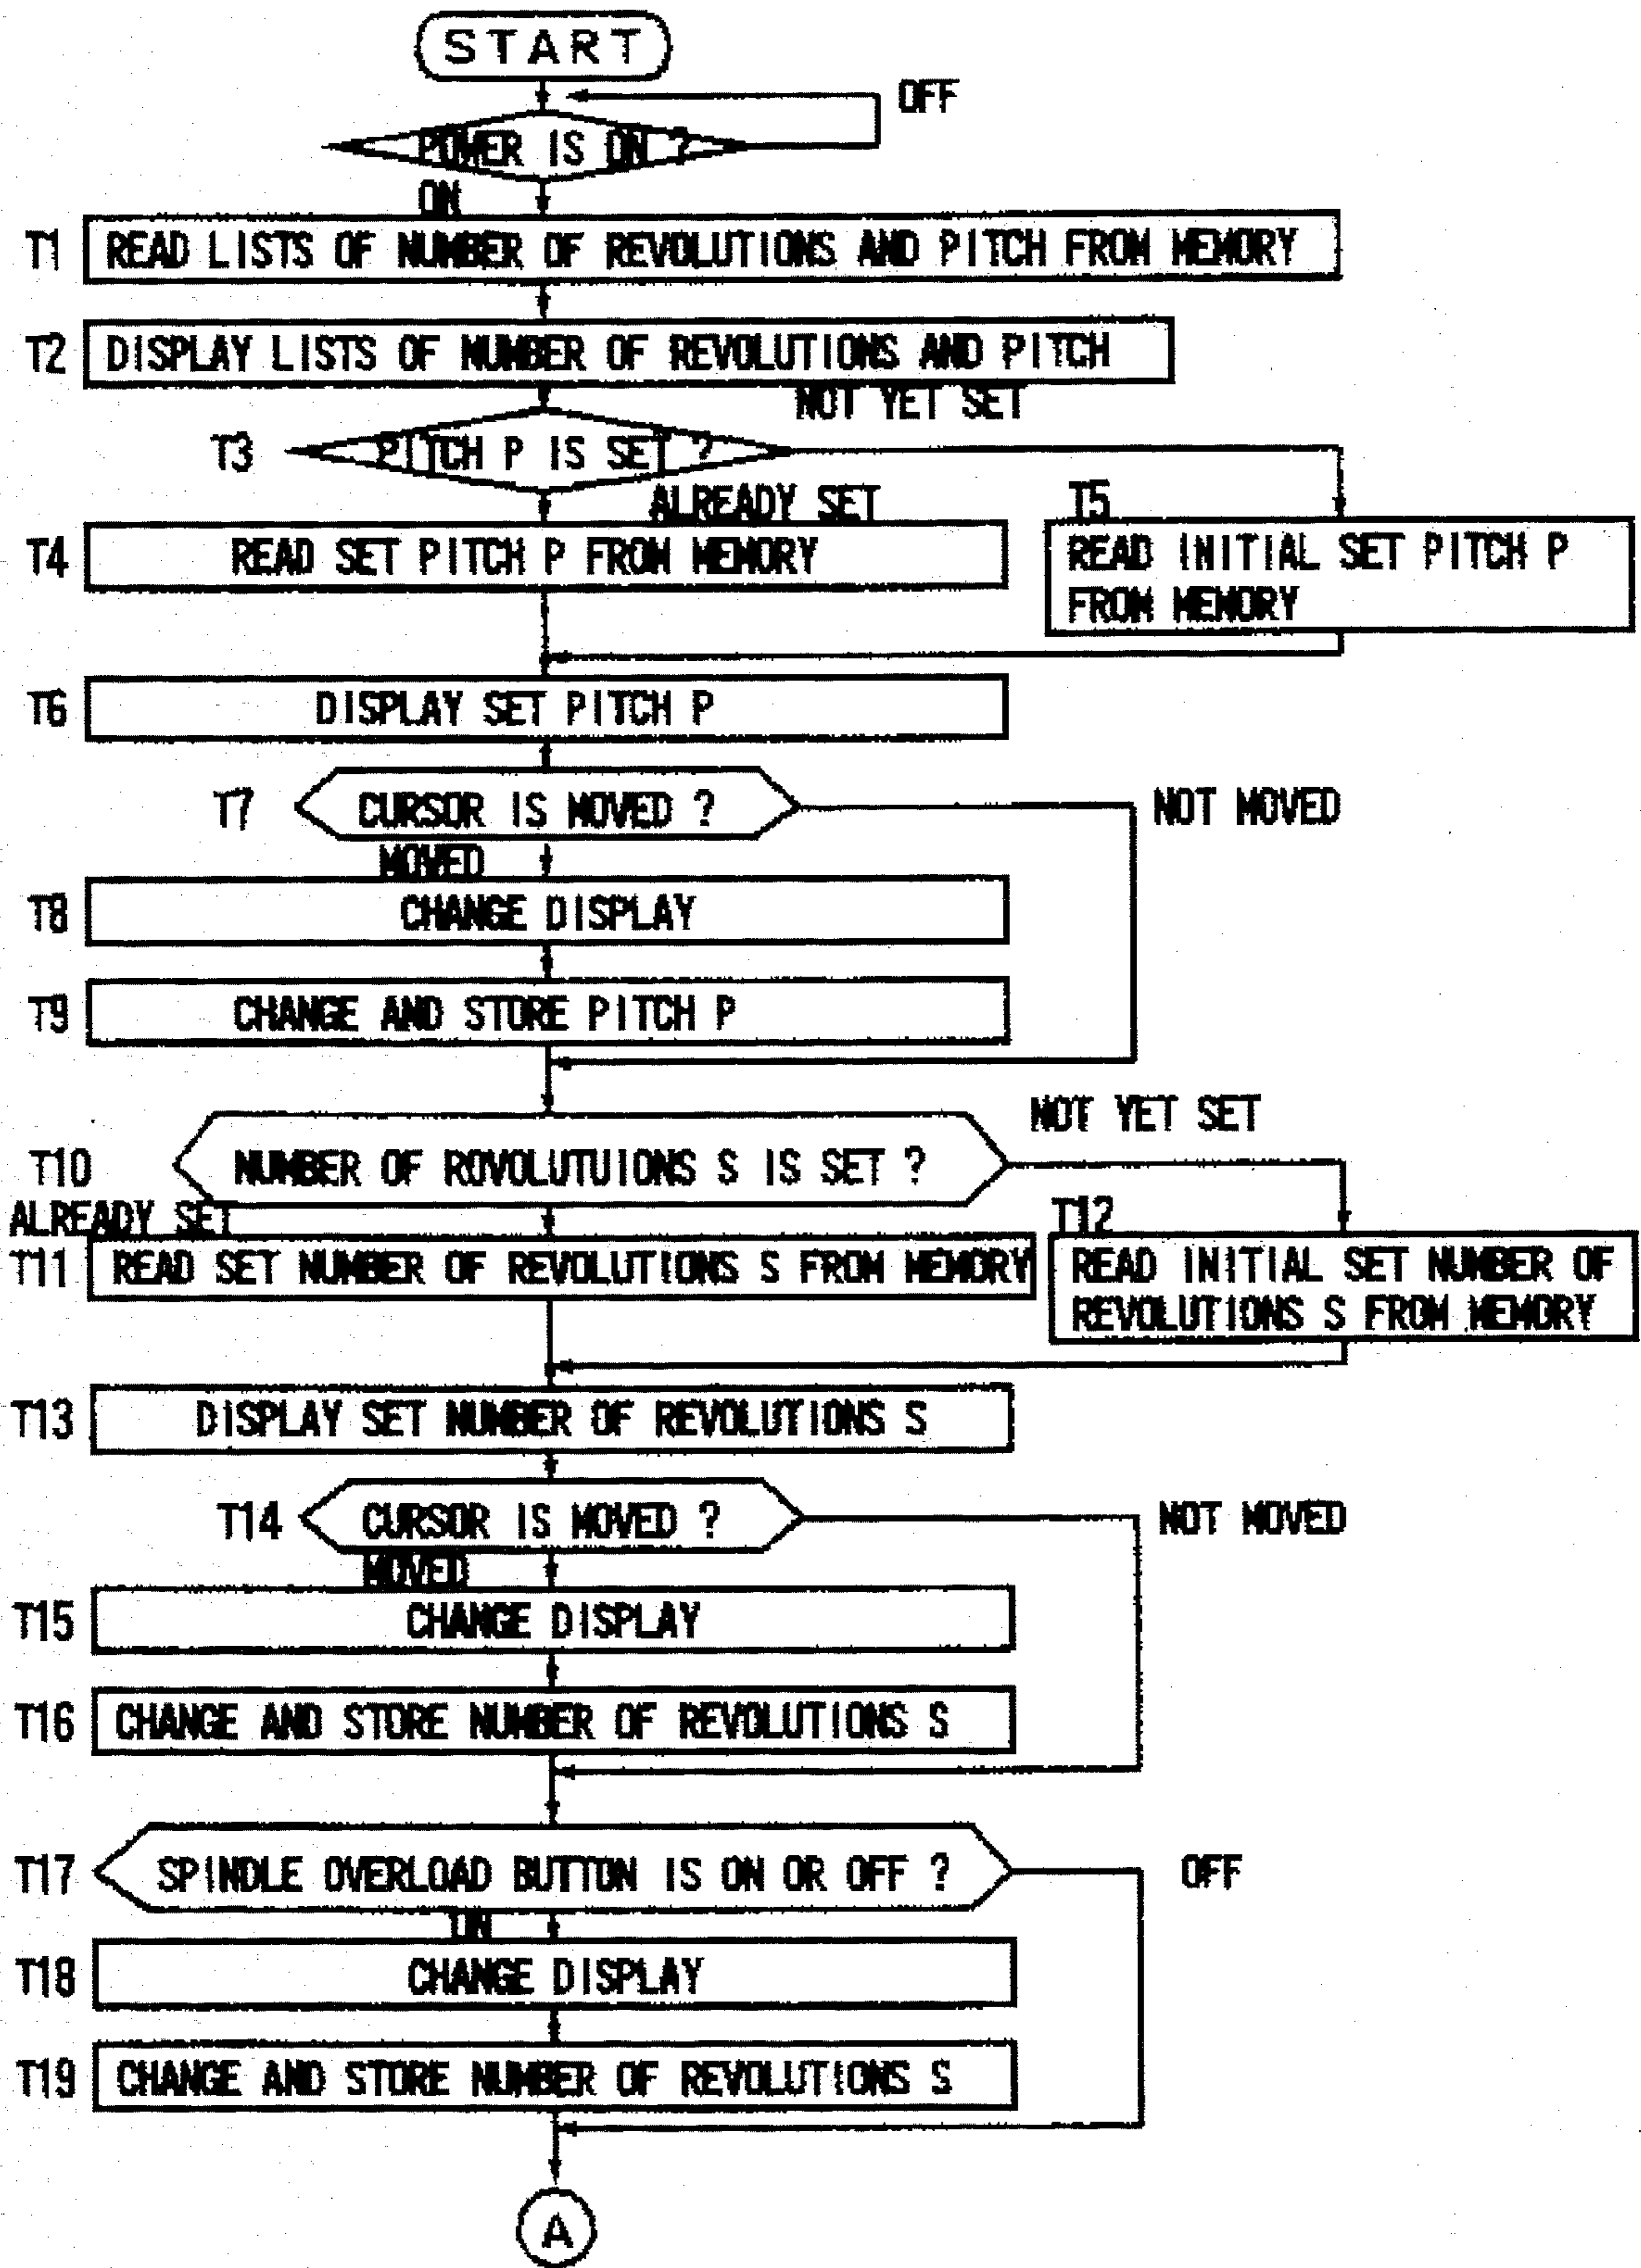 START
OFF
POWER IS ON ?
ON
T1 READ LISTS OF NUMBER OF REVOLUTIONS AND PITCH FROM MEMORY
T2 DISPLAY LISTS OF NUMBER OF REVOLUTIONS AND PITCH
NOT YET SET
T3 PITCH P IS SET ?
ALREADY SET
T4 READ SET PITCH P FROM MEMORY
T5
READ INITIAL SET PITCH P
FROM MEMORY
T6 DISPLAY SET PITCH P
T7 CURSOR IS MOVED ?
NOT MOVED
MOVED
T8 CHANGE DISPLAY
T9 CHANGE AND STORE PITCH P
NOT YET SET
T10 NUMBER OF ROVOLUTUIONS S IS SET ?
ALREADY SET
T11 READ SET NUMBER OF REVOLUTIONS S FROM MEMORY
T12
READ INITIAL SET NUMBER OF
REVOLUTIONS S FROM MEMORY
T13 DISPLAY SET NUMBER OF REVOLUTIONS S
T14 CURSOR IS MOVED ?
NOT MOVED
MOVED
T15 CHANGE DISPLAY
T16 CHANGE AND STORE NUMBER OF REVOLUTIONS S
T17 SPINDLE OVERLOAD BUTTON IS ON OR OFF ?
OFF
ON
T18 CHANGE DISPLAY
T19 CHANGE AND STORE NUMBER OF REVOLUTIONS S
A